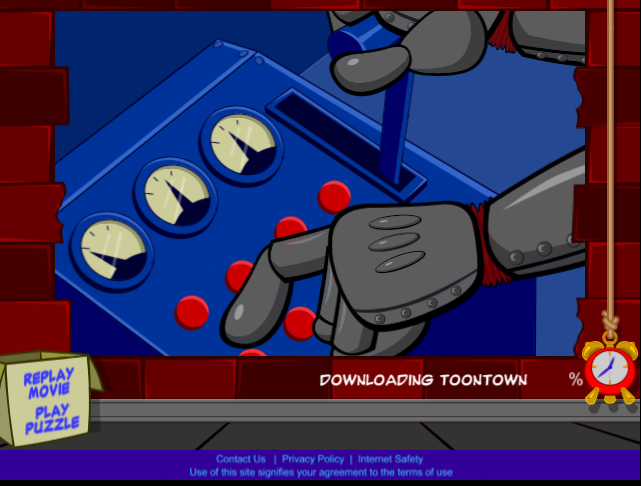 REPLAY
MOVIE
PLAY
PUZZLE
DOWNLOADING TOONTOWN %
Contact Us | Privacy Policy | Internet Safety
Use of this site signifies your agreement to the terms of use